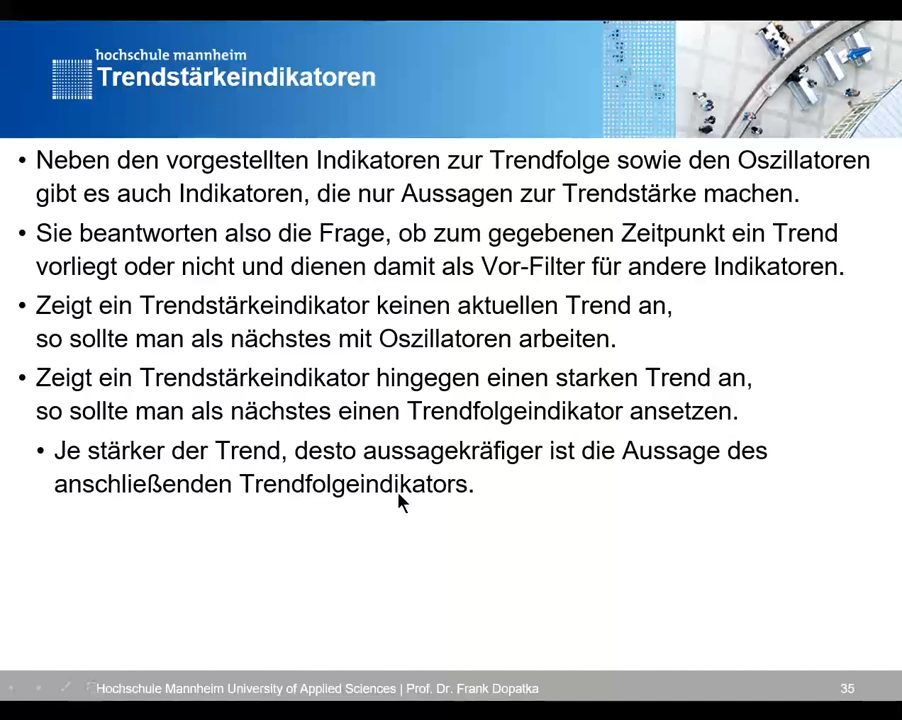 hochschule mannheim
Trendstärkeindikatoren
• Neben den vorgestellten Indikatoren zur Trendfolge sowie den Oszillatoren
gibt es auch Indikatoren, die nur Aussagen zur Trendstärke machen.
• Sie beantworten also die Frage, ob zum gegebenen Zeitpunkt ein Trend
vorliegt oder nicht und dienen damit als Vor-Filter für andere Indikatoren.
• Zeigt ein Trendstärkeindikator keinen aktuellen Trend an,
so sollte man als nächstes mit Oszillatoren arbeiten.
• Zeigt ein Trendstärkeindikator hingegen einen starken Trend an,
so sollte man als nächstes einen Trendfolgeindikator ansetzen.
• Je stärker der Trend, desto aussagekräftiger ist die Aussage des
anschließenden Trendfolgeindikators.
Hochschule Mannheim University of Applied Sciences | Prof. Dr. Frank Dopatka
35